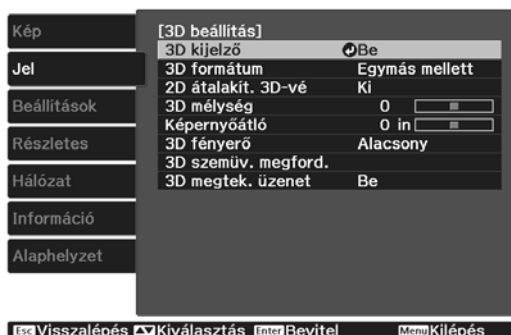 Kép
Jel
Beállítások
Részletes
Hálózat
Információ
Alaphelyzet
[3D beállítás]
3D kijelző Be
3D formátum Egymás mellett
2D átalakít. 3D-vé Ki
3D mélység 0
Képernyőátló 0 in
3D fényerő Alacsony
3D szemüv. megford.
3D megtek. üzenet Be
Esc Visszalépés Kiválasztás Enter Bevitel Menu Kilépés